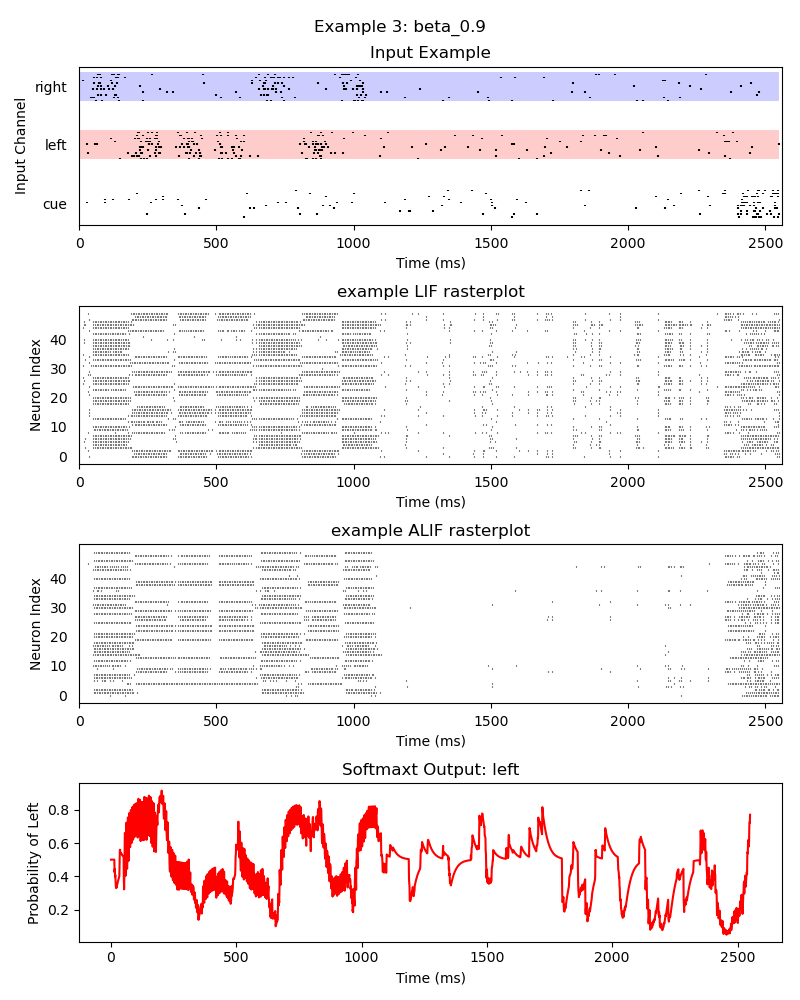 Example 3: beta_0.9
Input Example
right
left
cue
Input Channel
0 500 1000 1500 2000 2500
Time (ms)
example LIF rasterplot
40
30
20
10
0
Neuron Index
0 500 1000 1500 2000 2500
Time (ms)
example ALIF rasterplot
40
30
20
10
0
Neuron Index
0 500 1000 1500 2000 2500
Time (ms)
Softmaxt Output: left
0.8
0.6
0.4
0.2
Probability of Left
0 500 1000 1500 2000 2500
Time (ms)